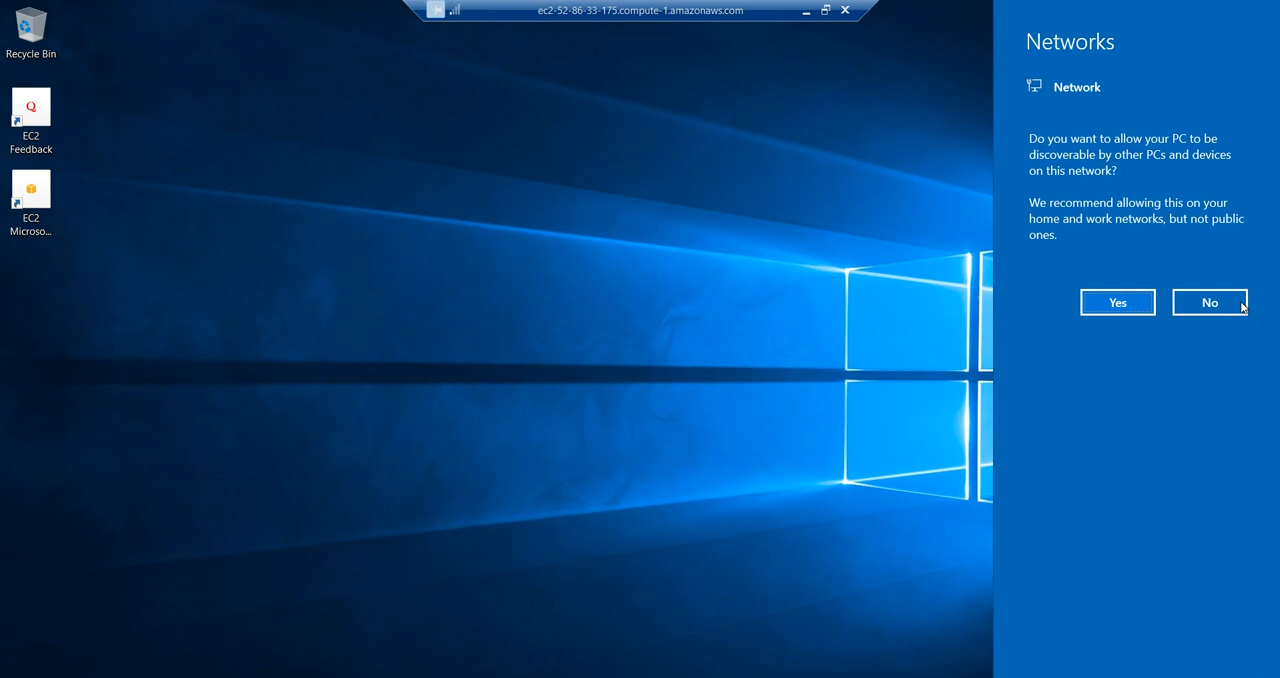 ec2-52-86-33-175.compute-1.amazonaws.com
Recycle Bin
Q
EC2
Feedback
EC2
Microso...
Networks
Network
Do you want to allow your PC to be
discoverable by other PCs and devices
on this network?
We recommend allowing this on your
home and work networks, but not public
ones.
Yes
No